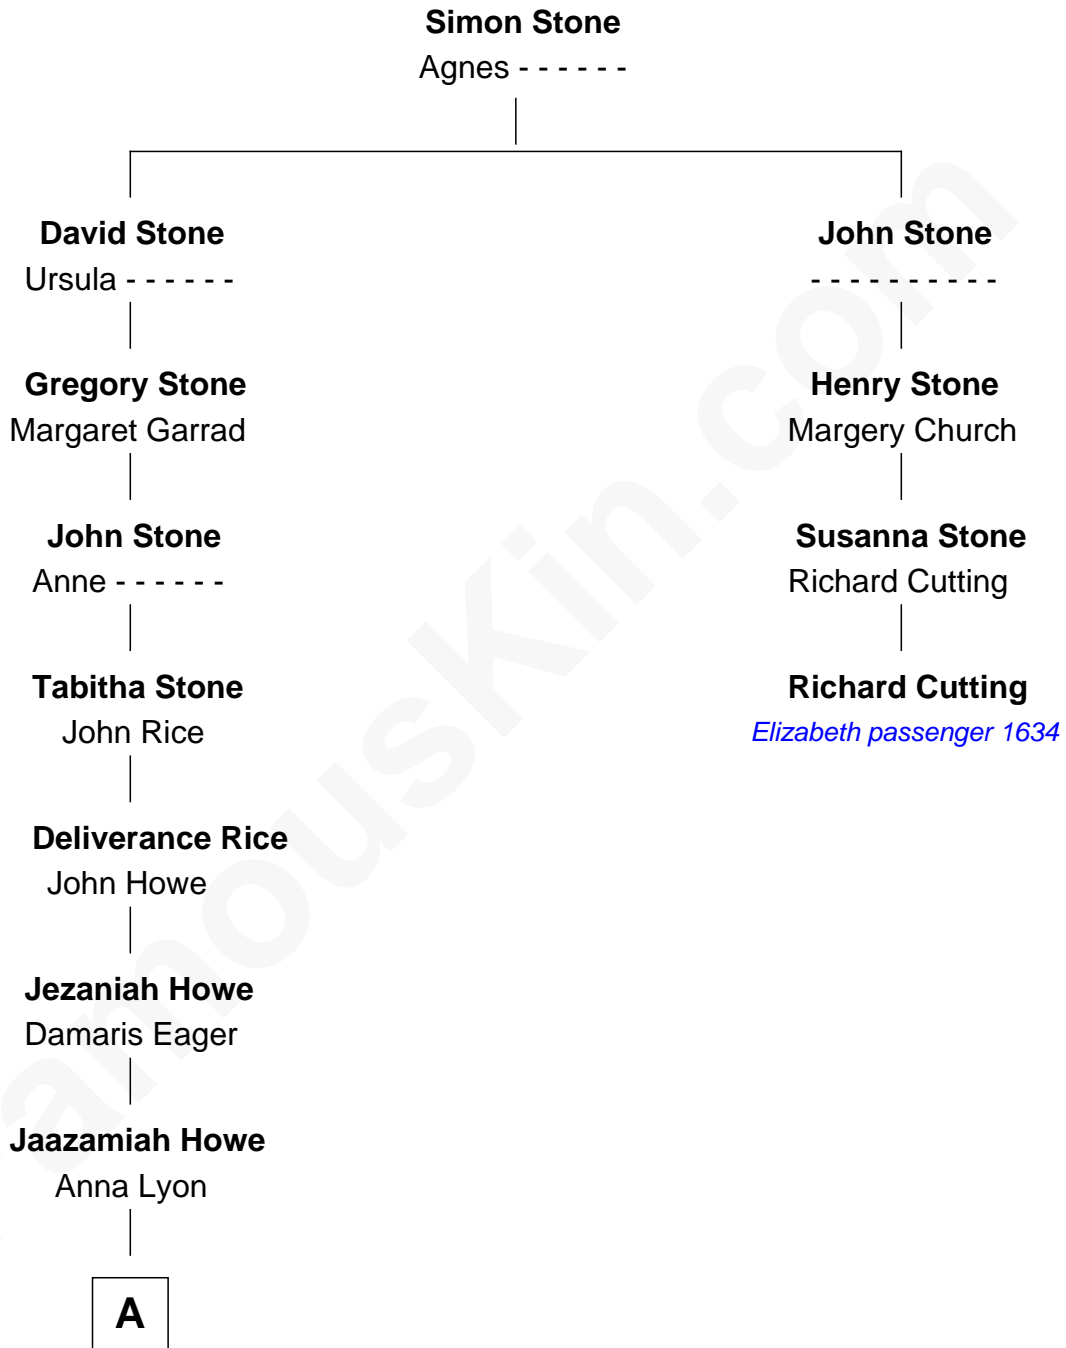 Simon Stone
Agnes - - - - - -
David Stone
Ursula - - - - - -
Gregory Stone
Margaret Garrad
John Stone
Anne - - - - - -
Tabitha Stone
John Rice
Deliverance Rice
John Howe
Jezaniah Howe
Damaris Eager
Jaazamiah Howe
Anna Lyon
A
John Stone
- - - - - - - - - -
Henry Stone
Margery Church
Susanna Stone
Richard Cutting
Richard Cutting
Elizabeth passenger 1634
amouskin.com